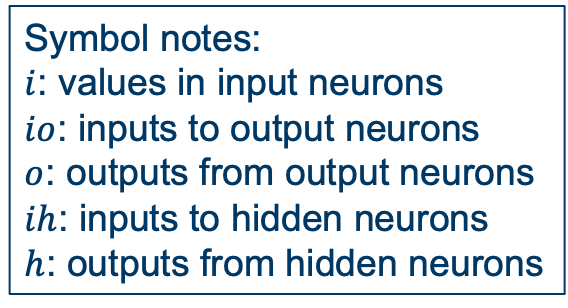 Symbol notes:
i: values in input neurons
io: inputs to output neurons
o: outputs from output neurons
ih: inputs to hidden neurons
h: outputs from hidden neurons